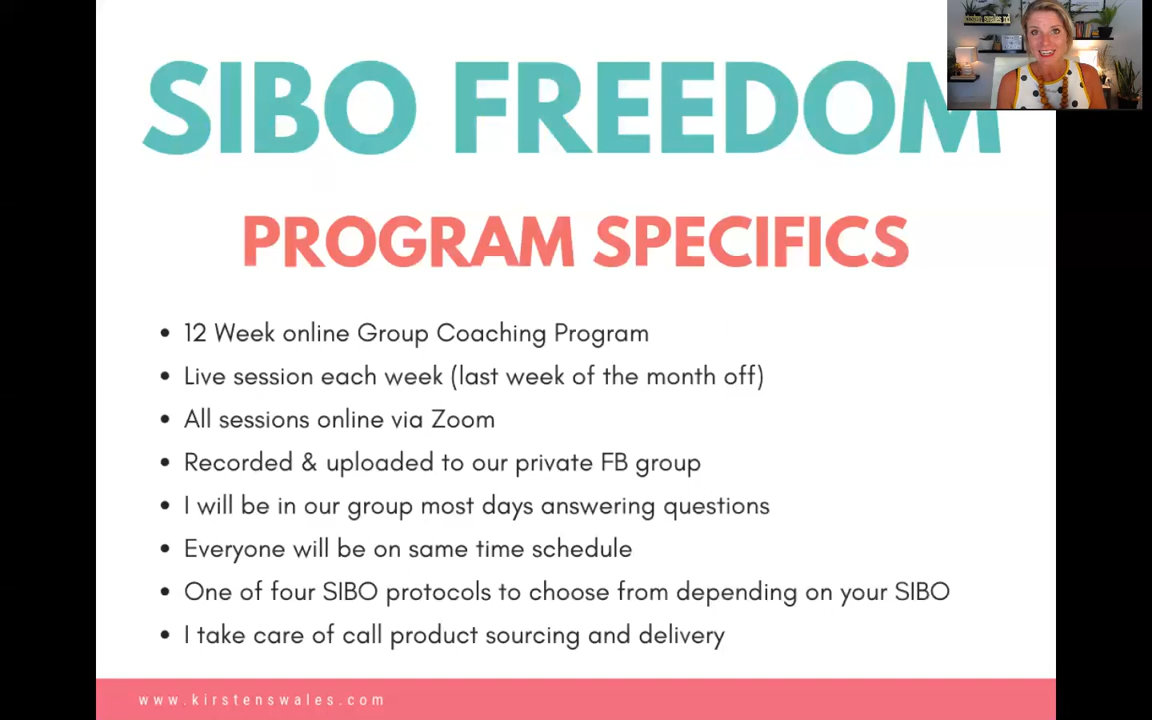 kirsten swales nd
SIBO FREEDOM
PROGRAM SPECIFICS
• 12 Week online Group Coaching Program
• Live session each week (last week of the month off)
• All sessions online via Zoom
• Recorded & uploaded to our private FB group
• I will be in our group most days answering questions
• Everyone will be on same time schedule
• One of four SIBO protocols to choose from depending on your SIBO
• I take care of call product sourcing and delivery
www.kirstenswales.com